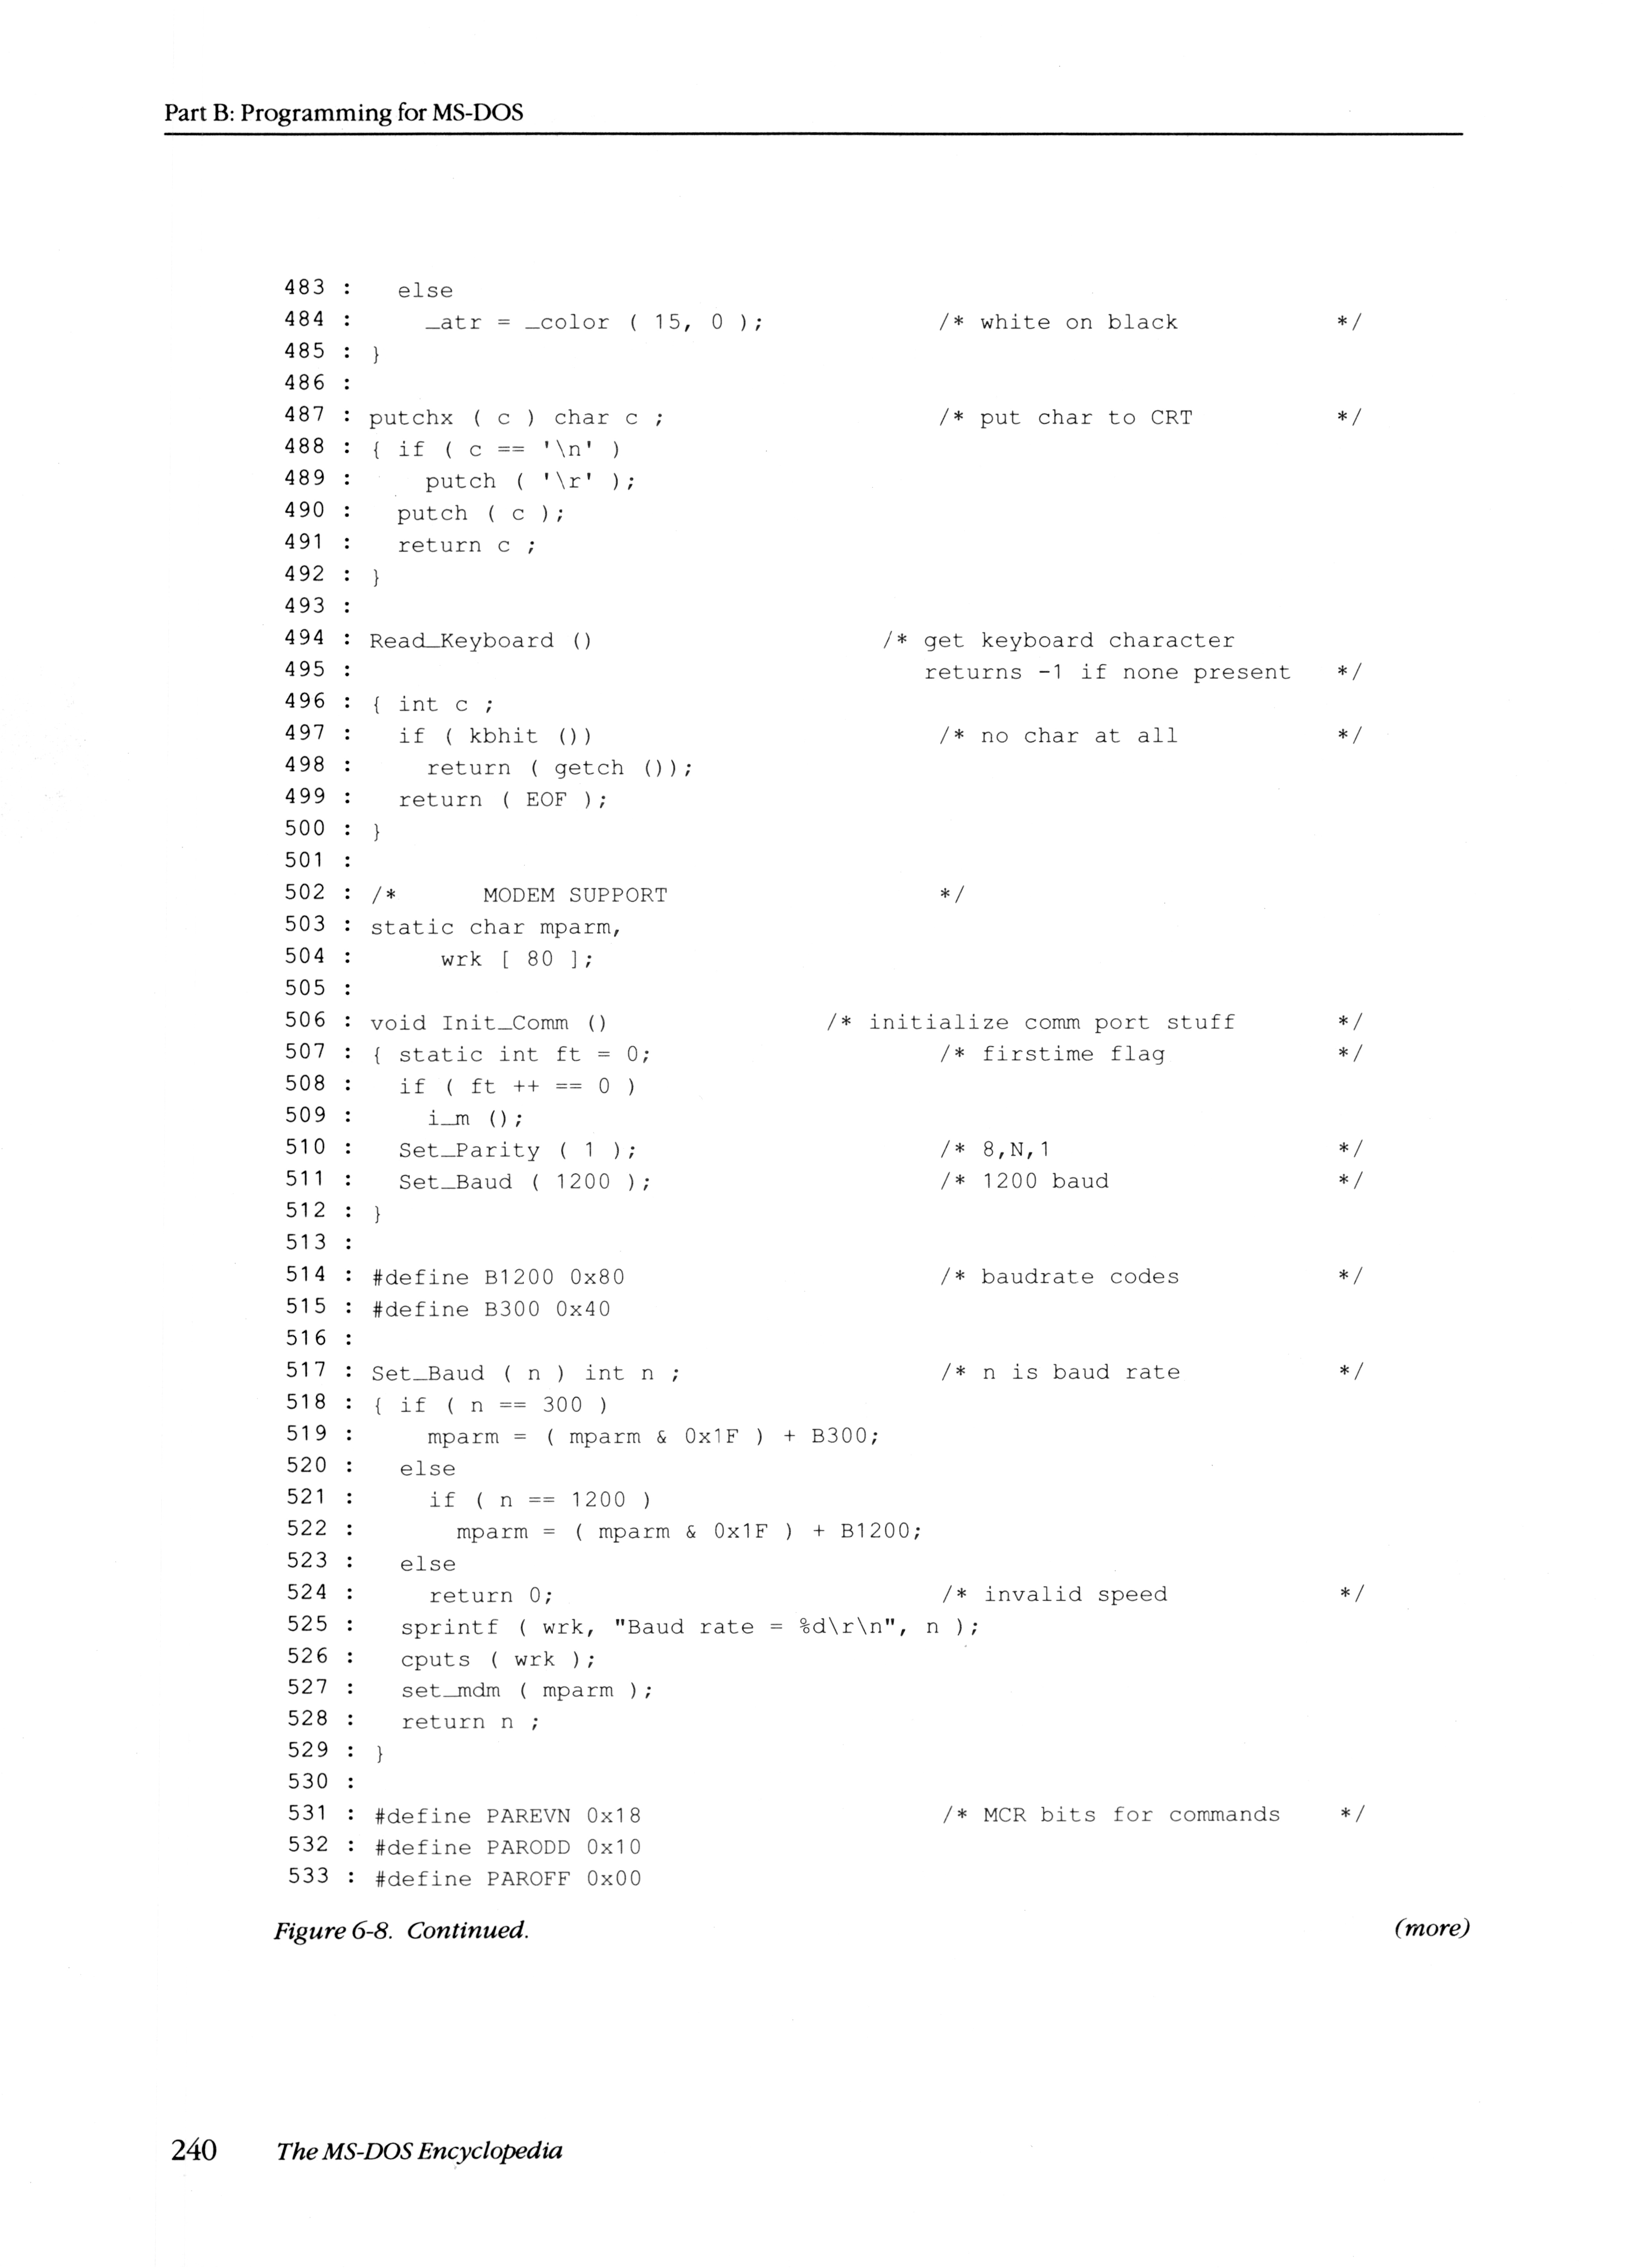 Part B: Programming for MS-DOS
483 :   else
484 :     _atr = _color ( 15, 0 );            /* white on black           */
485 : }
486 :
487 : putchx ( c ) char c ;                   /* put char to CRT          */
488 : { if ( c == '\n' )
489 :     putch ( '\r' );
490 :   putch ( c );
491 :   return c ;
492 : }
493 :
494 : Read_Keyboard ()                    /* get keyboard character
495 :                                        returns -1 if none present   */
496 : { int c ;
497 :   if ( kbhit ())                        /* no char at all           */
498 :     return ( getch ());
499 :   return ( EOF );
500 : }
501 :
502 : /*      MODEM SUPPORT                   */
503 : static char mparm,
504 :      wrk [ 80 ];
505 :
506 : void Init_Comm ()               /* initialize comm port stuff       */
507 : { static int ft = 0;                    /* firstime flag            */
508 :   if ( ft ++ == 0 )
509 :     i_m ();
510 :   Set_Parity ( 1 );                     /* 8,N,1                    */
511 :   Set_Baud ( 1200 );                    /* 1200 baud                */
512 : }
513 :
514 : #define B1200 0x80                      /* baudrate codes           */
515 : #define B300 0x40
516 :
517 : Set_Baud ( n ) int n ;                  /* n is baud rate           */
518 : { if ( n == 300 )
519 :     mparm = ( mparm & 0x1F ) + B300;
520 :   else
521 :     if ( n == 1200 )
522 :       mparm = ( mparm & 0x1F ) + B1200;
523 :   else
524 :     return 0;                           /* invalid speed            */
525 :   sprintf ( wrk, "Baud rate = %d\r\n", n );
526 :   cputs ( wrk );
527 :   set_mdm ( mparm );
528 :   return n ;
529 : }
530 :
531 : #define PAREVN 0x18                     /* MCR bits for commands    */
532 : #define PARODD 0x10
533 : #define PAROFF 0x00
Figure 6-8. Continued. (more)
240 The MS-DOS Encyclopedia